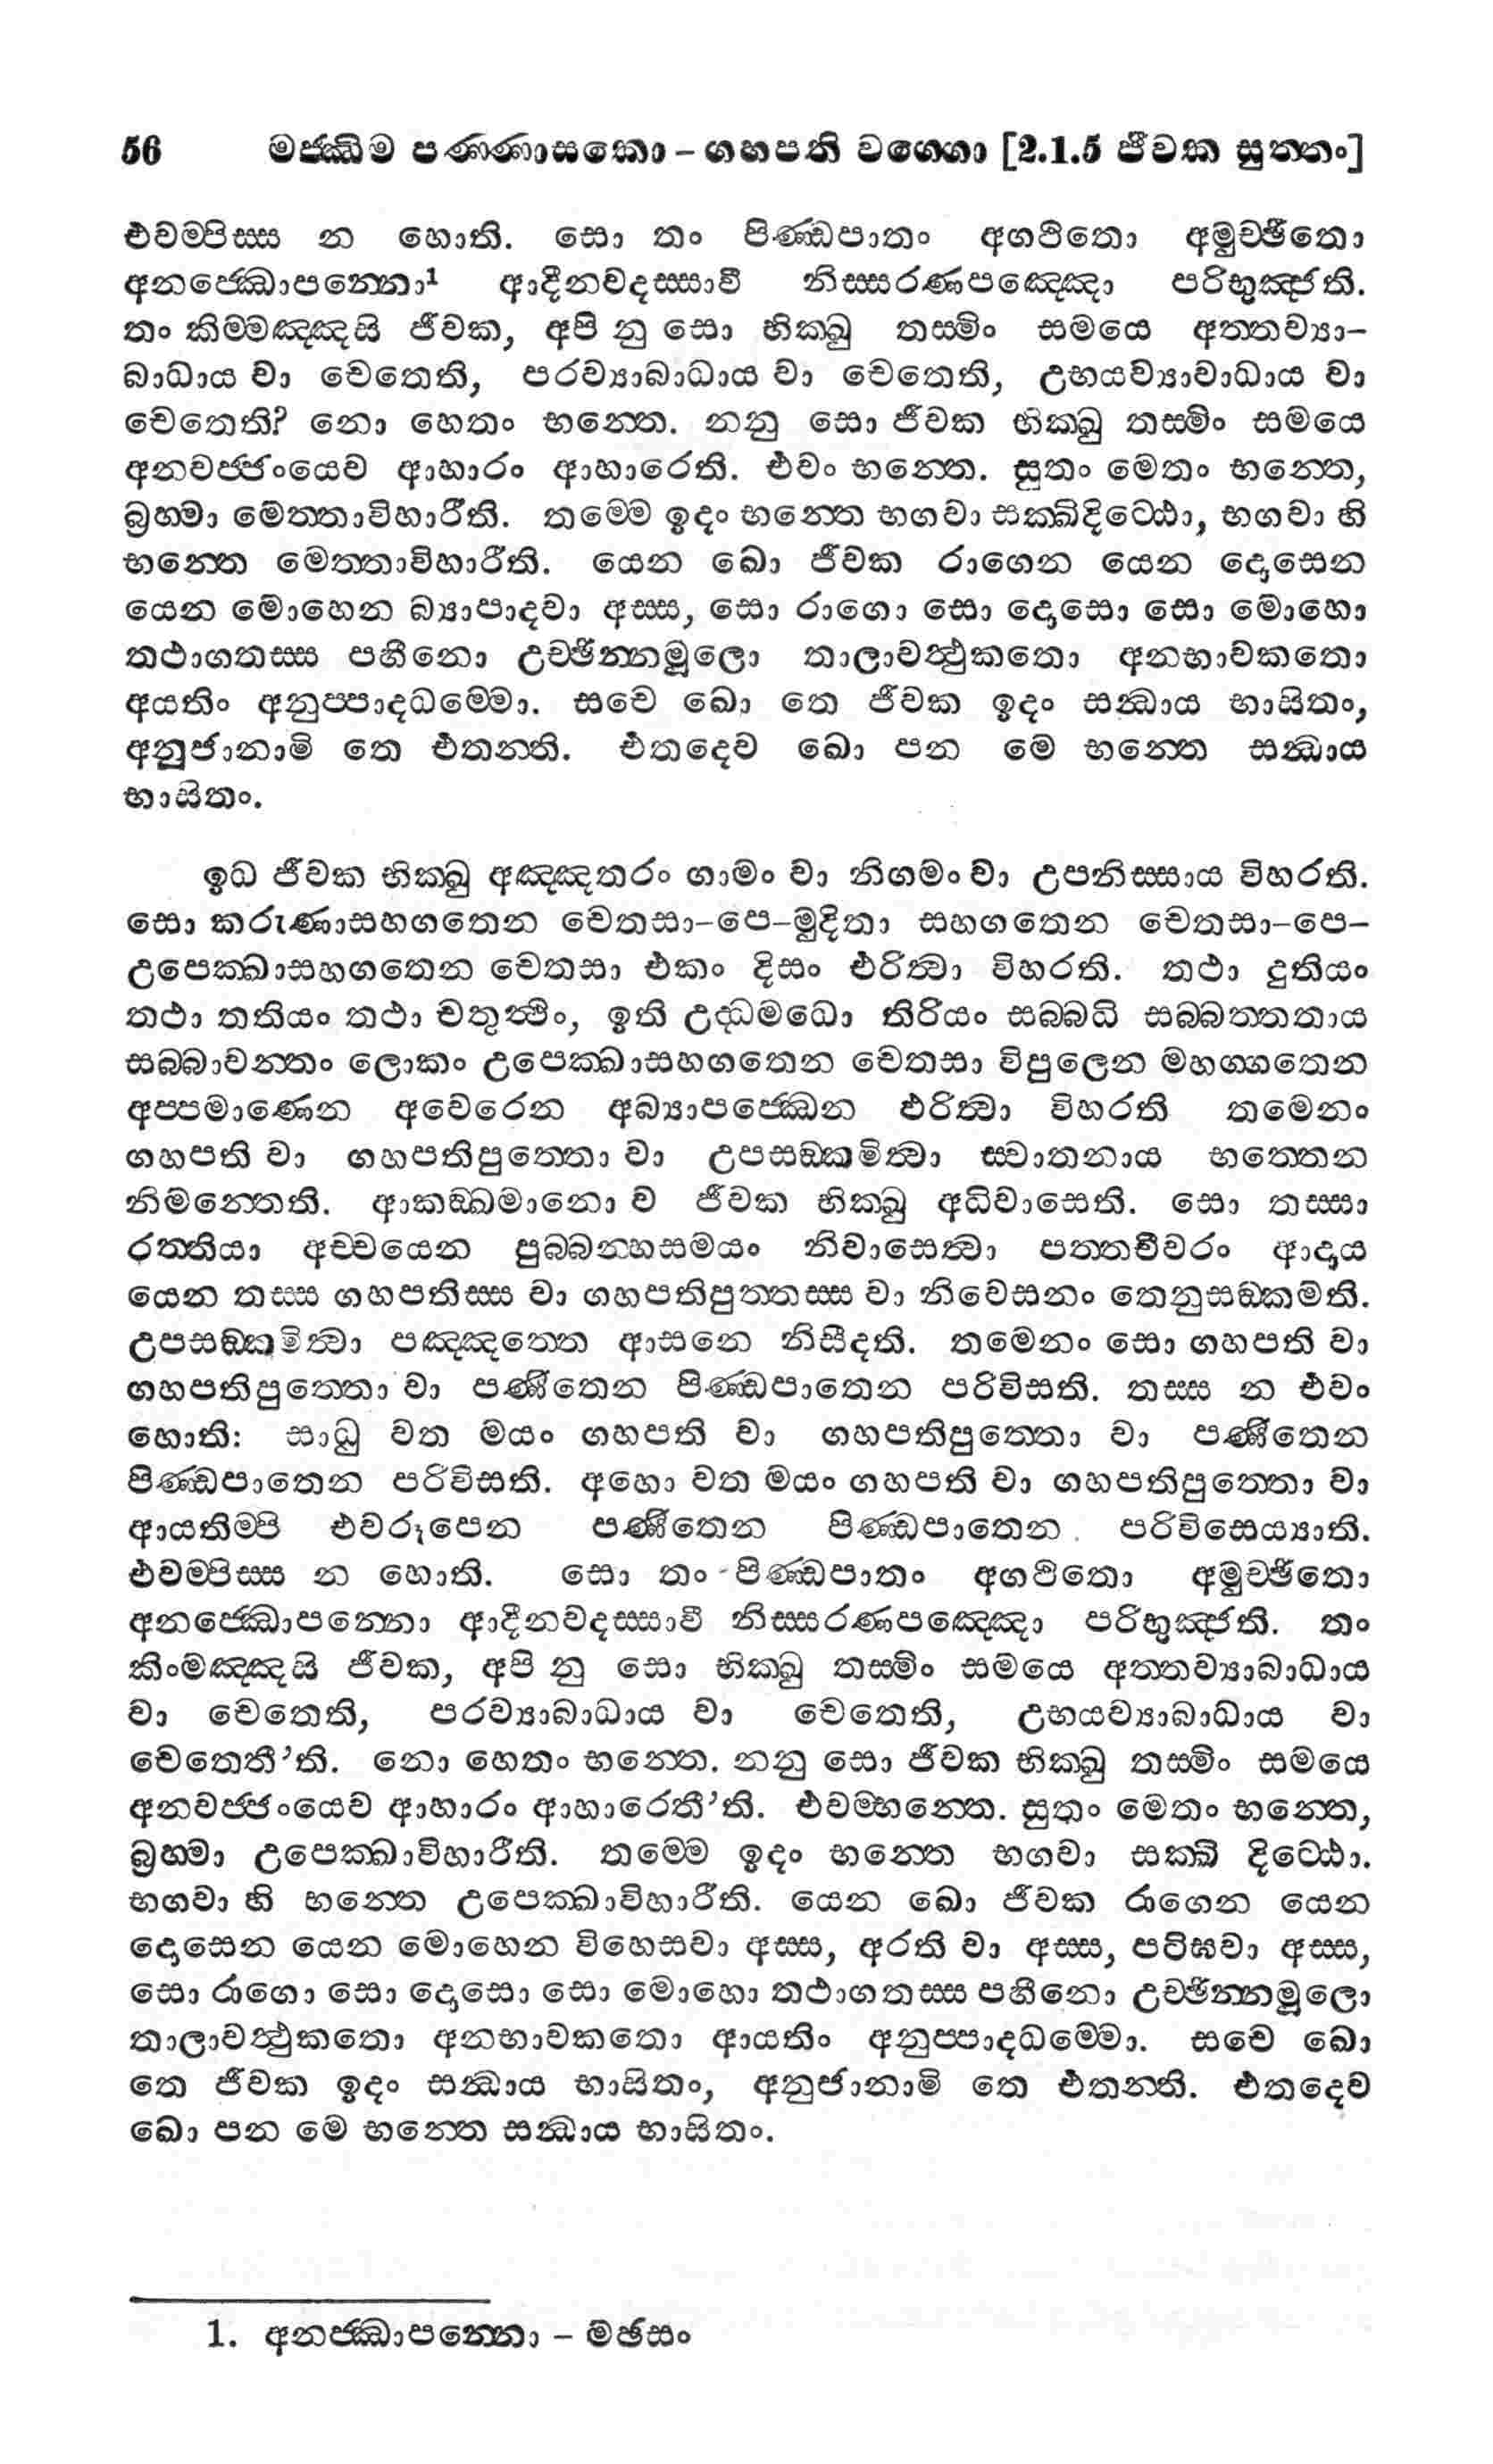 56 මජ්ඣිම පණ්ණාසකො – ගහපති වග්ගො [2.1.5 ජීවක සුත්තං]
එවම්පිස්ස න හොති. සො තං පිණ්ඩපාතං අගථිතො අමුච්ඡිතො
අනජ්ඣොපන්නො¹ ආදීනවදස්සාවී නිස්සරණපඤ්ඤො පරිභුඤ්ජති.
තං කිම්මඤ්ඤසි ජීවක, අපි නු සො භික්ඛු තස්මිං සමයෙ අත්තව්‍යා–
බාධාය වා චෙතෙති, පරව්‍යාබාධාය වා චෙතෙති, උභයව්‍යාවාධාය වා
චෙතෙති? නො හෙතං භන්තෙ. නනු සො ජීවක භික්ඛු තස්මිං සමයෙ
අනවජ්ජංයෙව ආහාරං ආහාරෙති. එවං භන්තෙ. සුතං මෙතං භන්තෙ,
බ්‍රහ්මා මෙත්තාවිහාරීති. තම්මෙ ඉදං භන්තෙ භගවා සක්ඛිදිට්ඨො, භගවා හි
භන්තෙ මෙත්තාවිහාරීති. යෙන ඛො ජීවක රාගෙන යෙන දොසෙන
යෙන මොහෙන බ්‍යාපාදවා අස්ස, සො රාගො සො දොසො සො මොහො
තථාගතස්ස පහීනො උච්ඡින්නමූලො තාලාවත්ථුකතො අනභාවකතො
අයතිං අනුප්පාදධම්මො. සචෙ ඛො තෙ ජීවක ඉදං සන්ධාය භාසිතං,
අනුජානාමි තෙ එතන්ති. එතදෙව ඛො පන මෙ භන්තෙ සන්ධාය
භාසිතං.
ඉධ ජීවක භික්ඛු අඤ්ඤතරං ගාමං වා නිගමං වා උපනිස්සාය විහරති.
සො කරුණාසහගතෙන චෙතසා–පෙ–මුදිතා සහගතෙන චෙතසා–පෙ–
උපෙක්ඛාසහගතෙන චෙතසා එකං දිසං ඵරිත්වා විහරති. තථා දුතියං
තථා තතියං තථා චතුත්ථිං, ඉති උද්ධමධො තිරියං සබ්බධි සබ්බත්තතාය
සබ්බාවන්තං ලොකං උපෙක්ඛාසහගතෙන චෙතසා විපුලෙන මහග්ගතෙන
අප්පමාණෙන අවෙරෙන අබ්‍යාපජ්ඣෙන ඵරිත්වා විහරති තමෙනං
ගහපති වා ගහපතිපුත්තො වා උපසඞ්කමිත්වා ස්වාතනාය භත්තෙන
නිමන්තෙති. ආකඞ්ඛමානො ව ජීවක භික්ඛු අධිවාසෙති. සො තස්සා
රත්තියා අච්චයෙන පුබ්බන්හසමයං නිවාසෙත්වා පත්තචීවරං ආදාය
යෙන තස්ස ගහපතිස්ස වා ගහපතිපුත්තස්ස වා නිවෙසනං තෙනුසඞ්කමති.
උපසඞ්කමිත්වා පඤ්ඤත්තෙ ආසනෙ නිසීදති. තමෙනං සො ගහපති වා
ගහපතිපුත්තො වා පණීතෙන පිණ්ඩපාතෙන පරිවිසති. තස්ස න එවං
හොති: සාධු වත මයං ගහපති වා ගහපතිපුත්තො වා පණීතෙන
පිණ්ඩපාතෙන පරිවිසති. අහො වත මයං ගහපති වා ගහපතිපුත්තො වා
ආයතිම්පි එවරූපෙන පණීතෙන පිණ්ඩපාතෙන පරිවිසෙය්‍යාති.
එවම්පිස්ස න හොති. සො තං පිණ්ඩපාතං අගථිතො අමුච්ඡිතො
අනජ්ඣොපන්නො ආදීනවදස්සාවී නිස්සරණපඤ්ඤො පරිභුඤ්ජති. තං
කිංමඤ්ඤසි ජීවක, අපි නු සො භික්ඛු තස්මිං සමයෙ අත්තව්‍යාබාධාය
වා චෙතෙති, පරව්‍යාබාධාය වා චෙතෙති, උභයව්‍යාබාධාය වා
චෙතෙතී’ති. නො හෙතං භන්තෙ. නනු සො ජීවක භික්ඛු තස්මිං සමයෙ
අනවජ්ජංයෙව ආහාරං ආහාරෙතී’ති. එවම්භන්තෙ. සුතං මෙතං භන්තෙ,
බ්‍රහ්මා උපෙක්ඛාවිහාරීති. තම්මෙ ඉදං භන්තෙ භගවා සක්ඛි දිට්ඨො.
භගවා හි භන්තෙ උපෙක්ඛාවිහාරීති. යෙන ඛො ජීවක රාගෙන යෙන
දොසෙන යෙන මොහෙන විහෙසවා අස්ස, අරති වා අස්ස, පටිඝවා අස්ස,
සො රාගො සො දොසො සො මොහො තථාගතස්ස පහීනො උච්ඡින්නමූලො
තාලාවත්ථුකතො අනභාවකතො ආයතිං අනුප්පාදධම්මො. සචෙ ඛො
තෙ ජීවක ඉදං සන්ධාය භාසිතං, අනුජානාමි තෙ එතන්ති. එතදෙව
ඛො පන මෙ භන්තෙ සන්ධාය භාසිතං.
1. අනජ්ඣාපන්නො – මඡසං